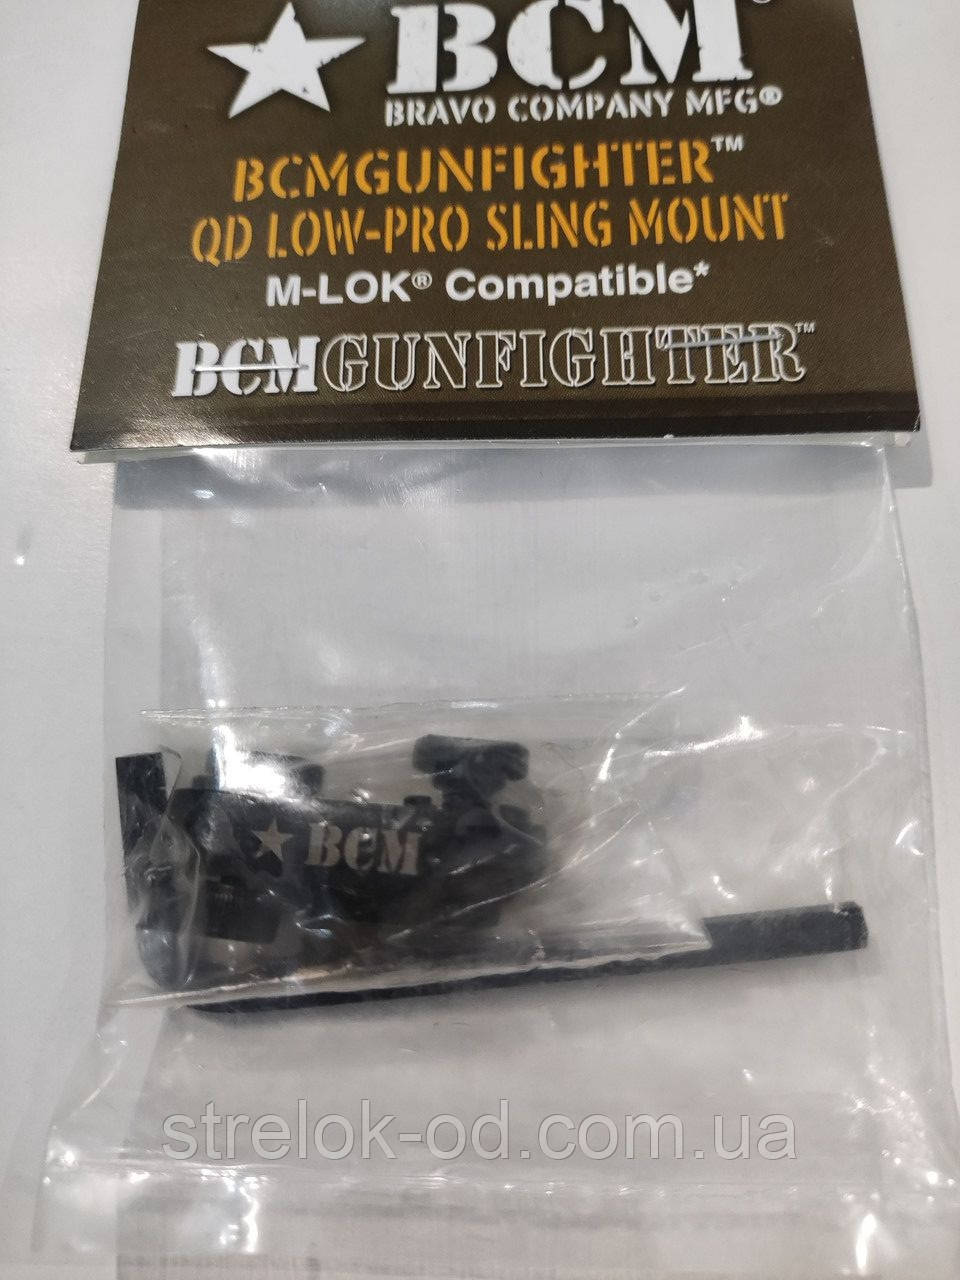 BCM®
BRAVO COMPANY MFG®
BCMGUNFIGHTER™
QD LOW-PRO SLING MOUNT
M-LOK® Compatible*
BCMGUNFIGHTER™
BCM
strelok-od.com.ua